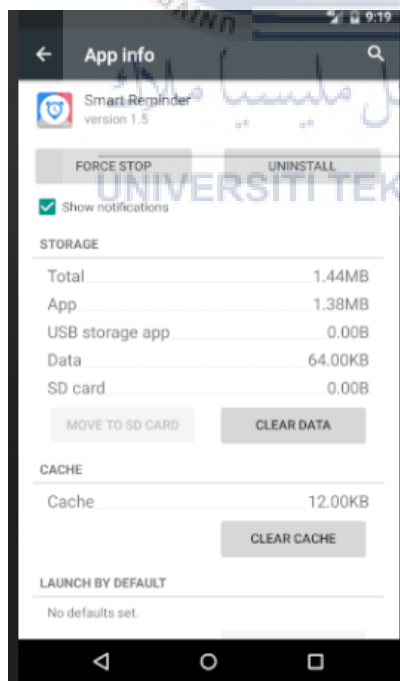 9:19
App info
Smart Reminder
version 1.5
FORCE STOP UNINSTALL
Show notifications
STORAGE
Total 1.44MB
App 1.38MB
USB storage app 0.00B
Data 64.00KB
SD card 0.00B
MOVE TO SD CARD CLEAR DATA
CACHE
Cache 12.00KB
CLEAR CACHE
LAUNCH BY DEFAULT
No defaults set.
UNIVERSITI TEK
مليسيا ملاك